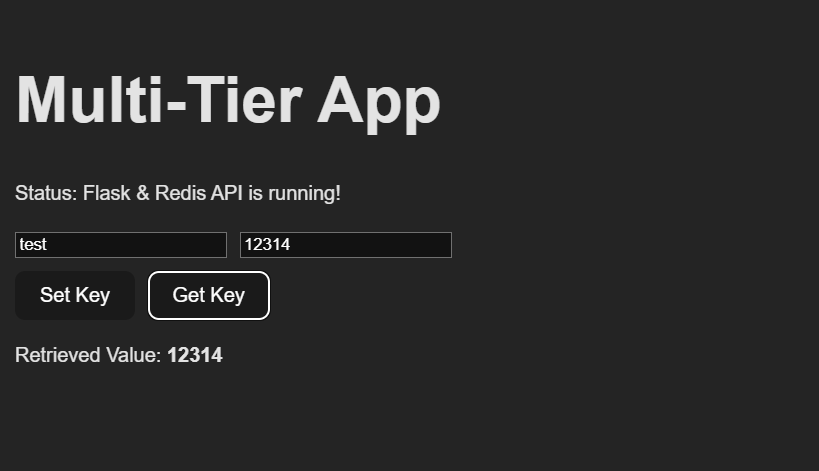 Multi-Tier App
Status: Flask & Redis API is running!
test 12314
Set Key Get Key
Retrieved Value: 12314